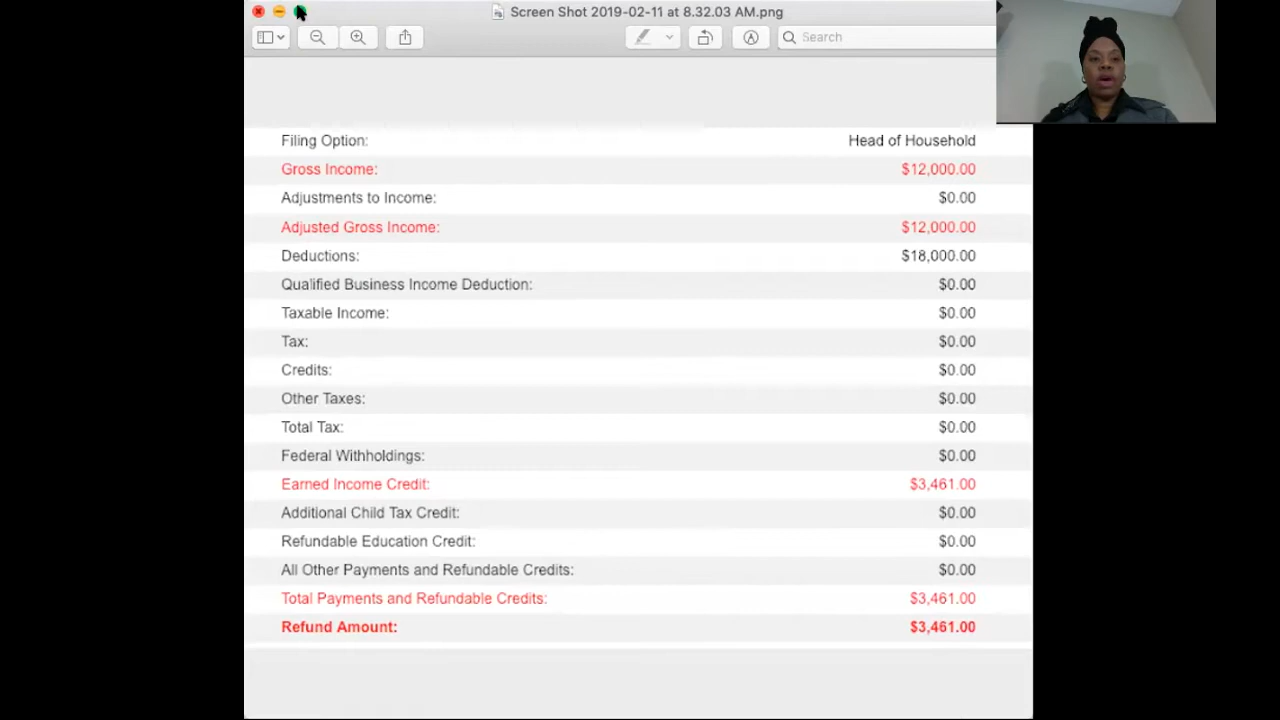 Screen Shot 2019-02-11 at 8.32.03 AM.png
Search
Filing Option: Head of Household
Gross Income: $12,000.00
Adjustments to Income: $0.00
Adjusted Gross Income: $12,000.00
Deductions: $18,000.00
Qualified Business Income Deduction: $0.00
Taxable Income: $0.00
Tax: $0.00
Credits: $0.00
Other Taxes: $0.00
Total Tax: $0.00
Federal Withholdings: $0.00
Earned Income Credit: $3,461.00
Additional Child Tax Credit: $0.00
Refundable Education Credit: $0.00
All Other Payments and Refundable Credits: $0.00
Total Payments and Refundable Credits: $3,461.00
Refund Amount: $3,461.00